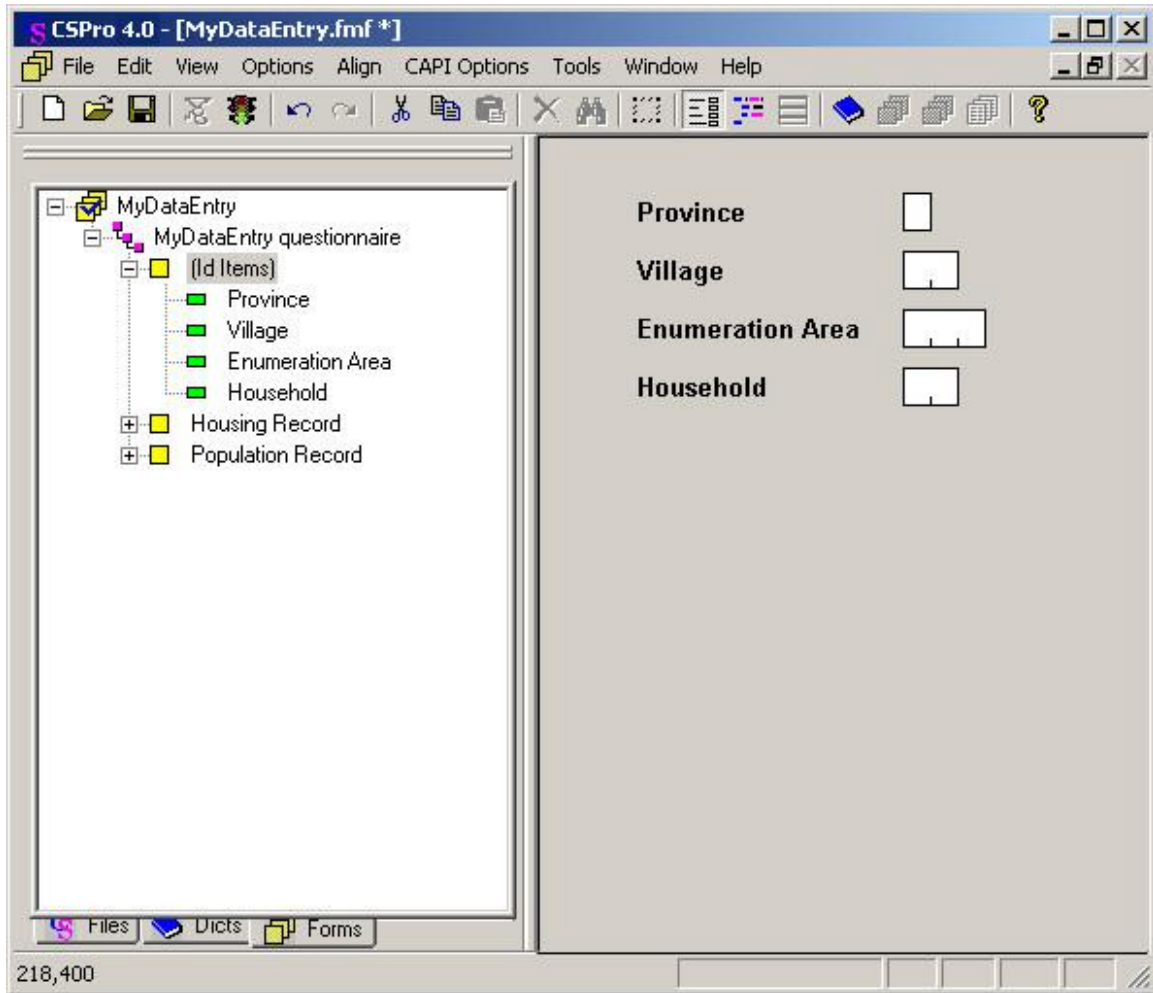 CSPro 4.0 - [MyDataEntry.fmf *]
File Edit View Options Align CAPI Options Tools Window Help
MyDataEntry
MyDataEntry questionnaire
(Id Items)
Province
Village
Enumeration Area
Household
Housing Record
Population Record
Province
Village
Enumeration Area
Household
Files Dicts Forms
218,400